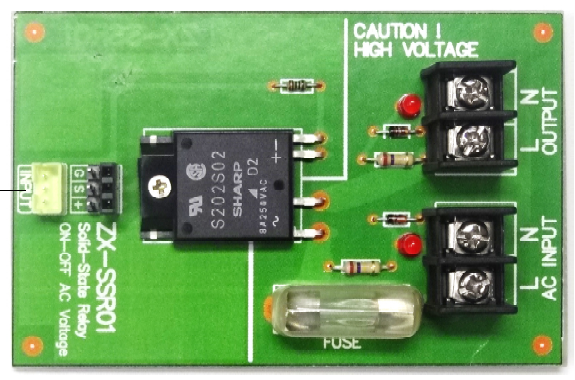 CAUTION !
HIGH VOLTAGE
N
L
OUTPUT
INPUT
G
S
+
S202S02
SHARP
D2
8A250VAC
+ -
~
N
L
AC INPUT
ZX-SSR01
Solid-State Relay
ON-OFF AC Voltage
FUSE